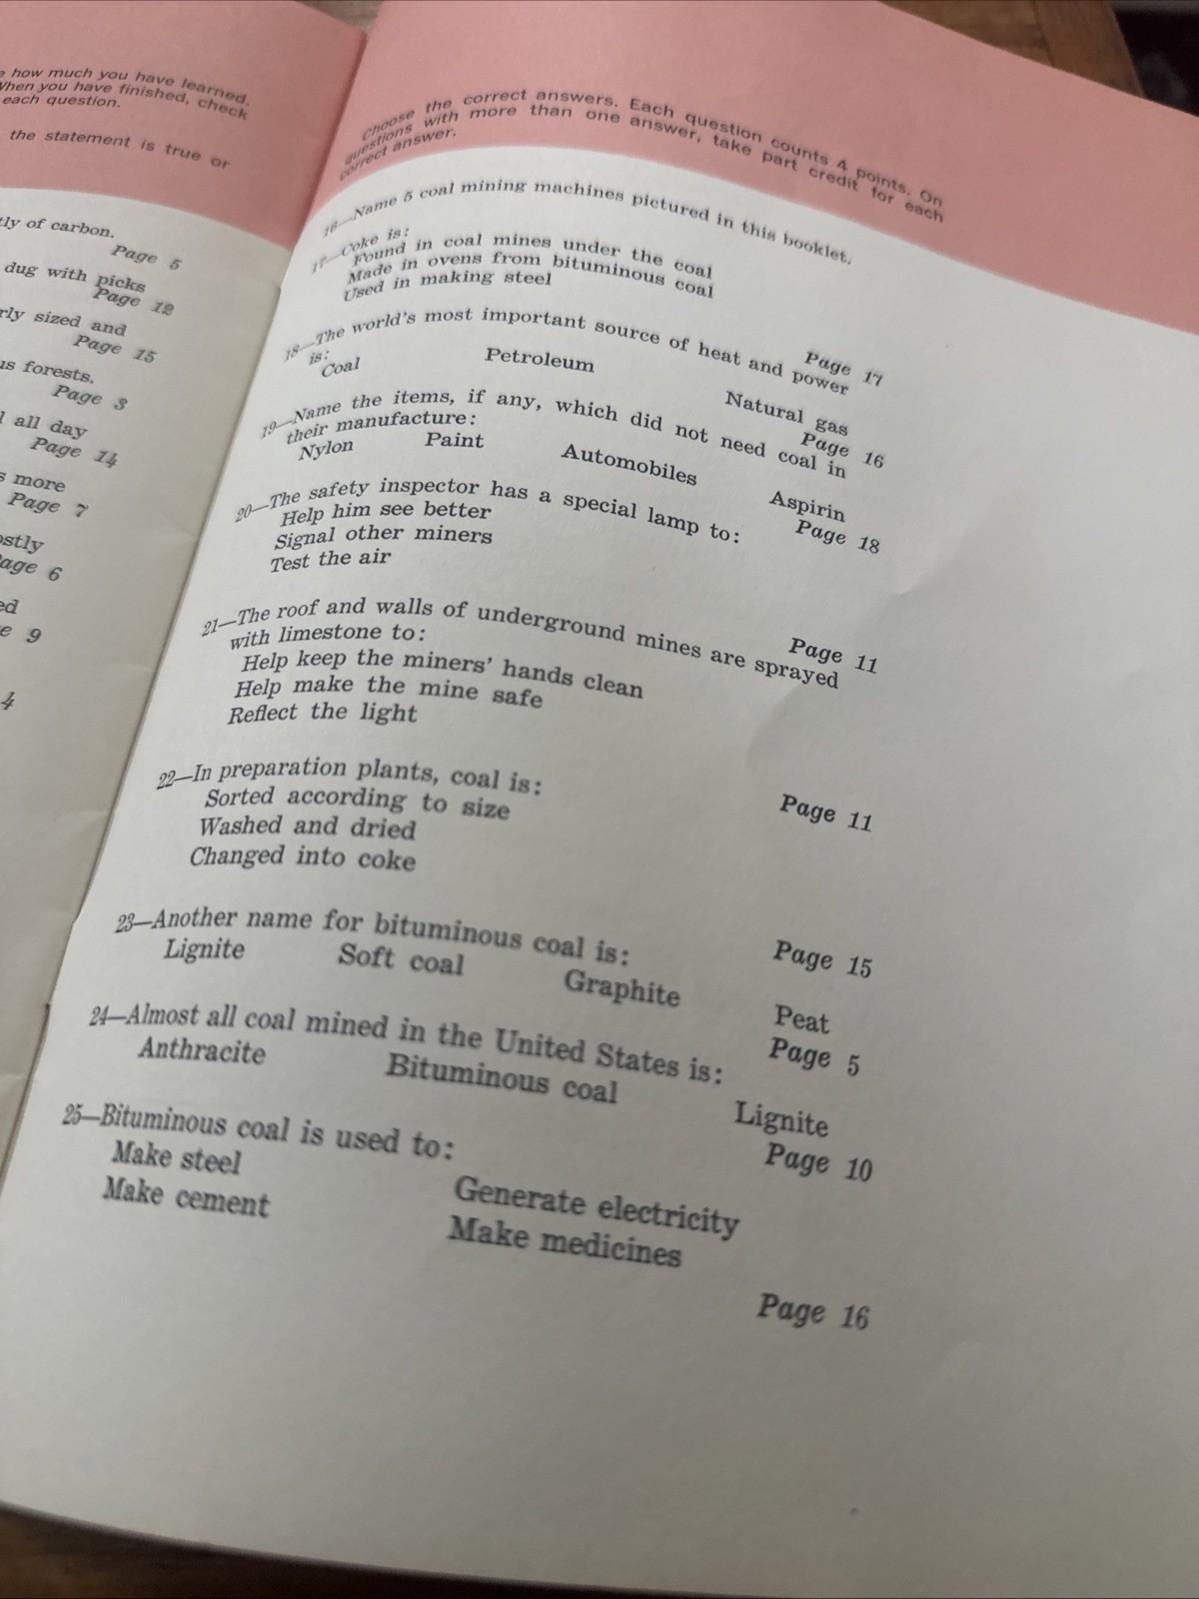 how much you have learned.
When you have finished, check
each question.
the statement is true or
of carbon.
Page 5
dug with picks
Page 12
sized and
Page 15
forests.
Page 3
all day
Page 14
more
Page 7
Page 6
9
4
Choose the correct answers. Each question counts 4 points. On
questions with more than one answer, take part credit for each
correct answer.
16—Name 5 coal mining machines pictured in this booklet.
17—Coke is:
Found in coal mines under the coal
Made in ovens from bituminous coal
Used in making steel
Page 17
18—The world's most important source of heat and power
is:
Coal Petroleum Natural gas
Page 16
19—Name the items, if any, which did not need coal in
their manufacture:
Nylon Paint Automobiles Aspirin
Page 18
20—The safety inspector has a special lamp to:
Help him see better
Signal other miners
Test the air
Page 11
21—The roof and walls of underground mines are sprayed
with limestone to:
Help keep the miners' hands clean
Help make the mine safe
Reflect the light
Page 11
22—In preparation plants, coal is:
Sorted according to size
Washed and dried
Changed into coke
Page 15
23—Another name for bituminous coal is:
Lignite Soft coal Graphite Peat
Page 5
24—Almost all coal mined in the United States is:
Anthracite Bituminous coal Lignite
Page 10
25—Bituminous coal is used to:
Make steel Generate electricity
Make cement Make medicines
Page 16